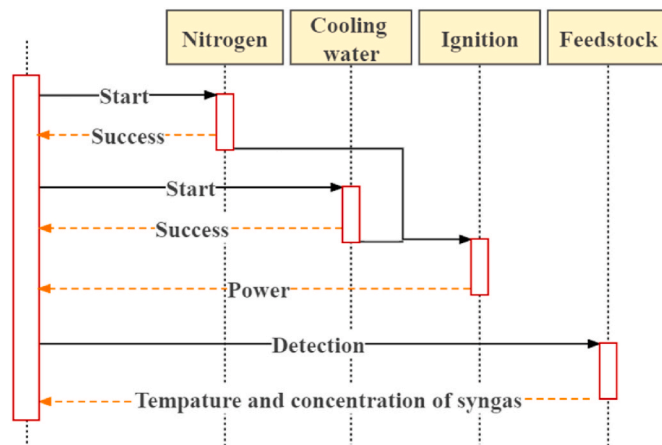 Nitrogen
Cooling
water
Ignition
Feedstock
Start
Success
Start
Success
Power
Detection
Tempature and concentration of syngas